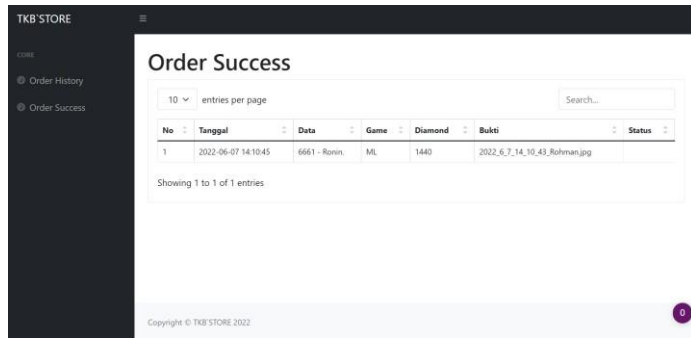 TKB'STORE
CORE
Order History
Order Success
Order Success
10 entries per page
Search...
No Tanggal Data Game Diamond Bukti Status
1 2022-06-07 14:10:45 6661 - Ronin. ML 1440 2022_6_7_14_10_43_Rohman.jpg
Showing 1 to 1 of 1 entries
Copyright © TKB'STORE 2022
0